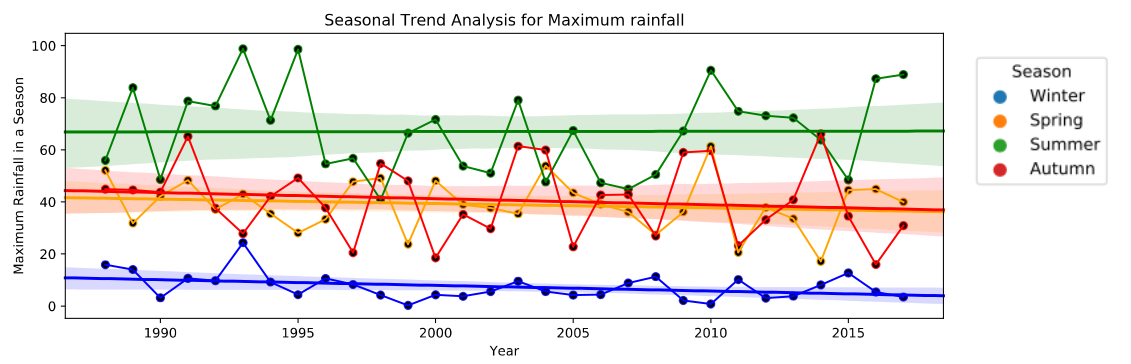 Seasonal Trend Analysis for Maximum rainfall
Maximum Rainfall in a Season
100
80
60
40
20
0
1990
1995
2000
2005
2010
2015
Year
Season
Winter
Spring
Summer
Autumn